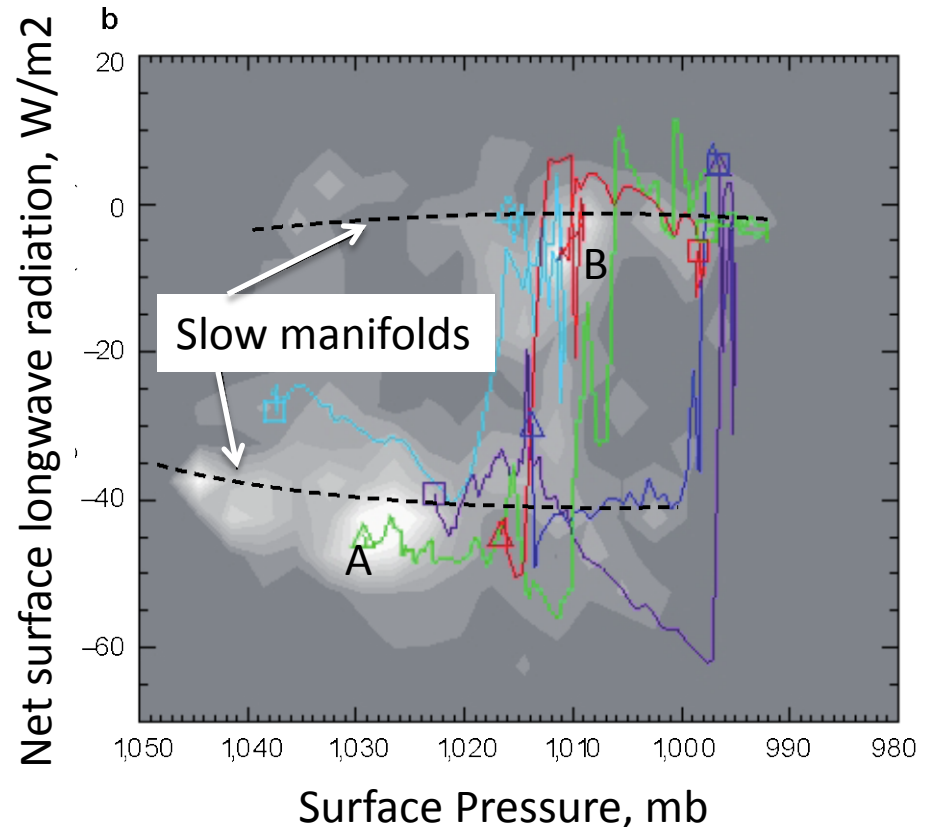 b
Net surface longwave radiation, W/m2
20
0
–20
–40
–60
Slow manifolds
B
A
1,050 1,040 1,030 1,020 1,010 1,000 990 980
Surface Pressure, mb